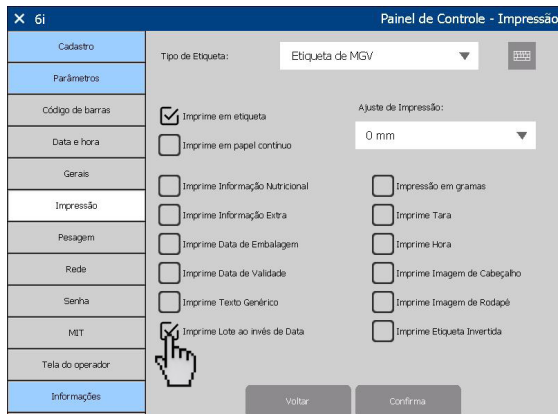 ✕ 6i
Painel de Controle - Impressão
Cadastro
Parâmetros
Código de barras
Data e hora
Gerais
Impressão
Pesagem
Rede
Senha
MIT
Tela do operador
Informações
Tipo de Etiqueta:
Etiqueta de MGV
Imprime em etiqueta
Imprime em papel contínuo
Ajuste de Impressão:
0 mm
Imprime Informação Nutricional
Imprime Informação Extra
Imprime Data de Embalagem
Imprime Data de Validade
Imprime Texto Genérico
Imprime Lote ao invés de Data
Impressão em gramas
Imprime Tara
Imprime Hora
Imprime Imagem de Cabeçalho
Imprime Imagem de Rodapé
Imprime Etiqueta Invertida
Voltar
Confirma